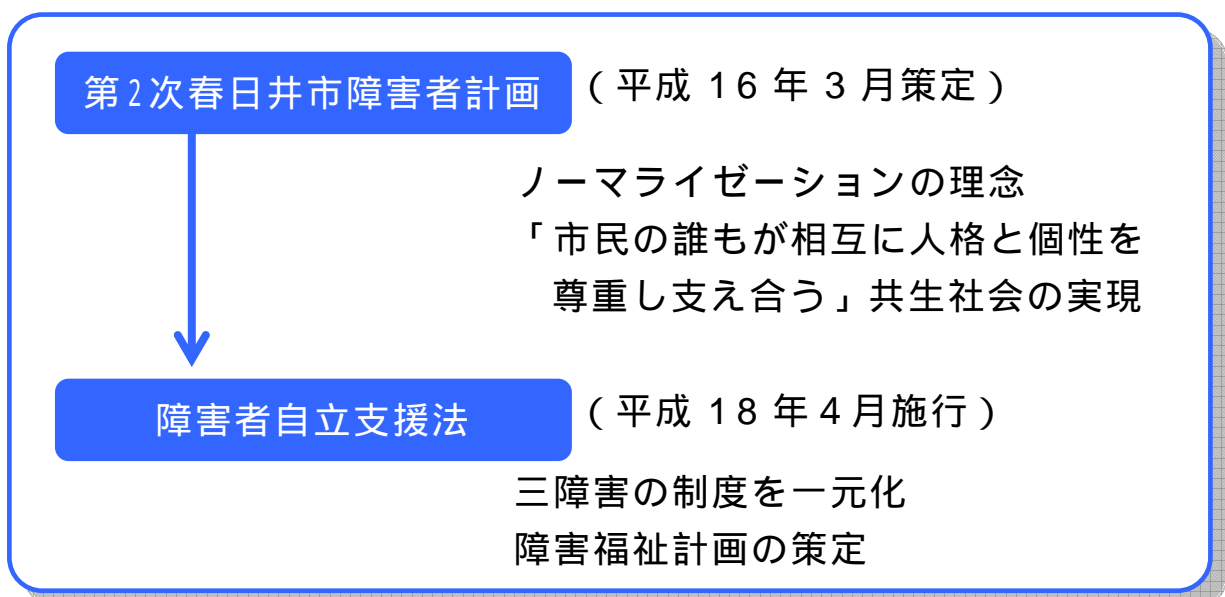 第2次春日井市障害者計画 (平成 16 年 3 月策定)
ノーマライゼーションの理念
「市民の誰もが相互に人格と個性を
尊重し支え合う」共生社会の実現
障害者自立支援法 (平成 18 年4月施行)
三障害の制度を一元化
障害福祉計画の策定